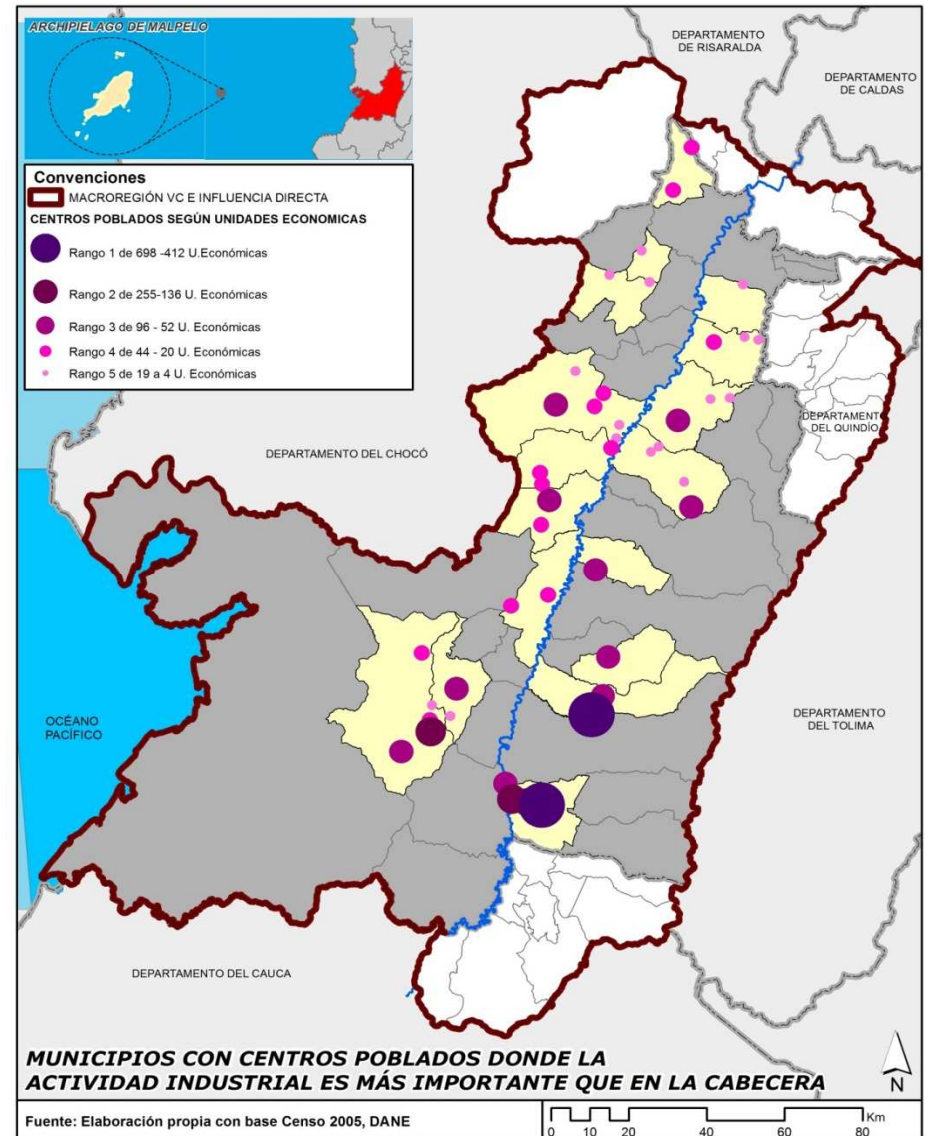 ARCHIPIELAGO DE MALPELO
DEPARTAMENTO
DE RISARALDA
DEPARTAMENTO
DE CALDAS
Convenciones
MACROREGIÓN VC E INFLUENCIA DIRECTA
CENTROS POBLADOS SEGÚN UNIDADES ECONOMICAS
Rango 1 de 698 -412 U.Económicas
Rango 2 de 255-136 U. Económicas
Rango 3 de 96 - 52 U. Económicas
Rango 4 de 44 - 20 U. Económicas
Rango 5 de 19 a 4 U. Económicas
DEPARTAMENTO
DEL QUINDÍO
DEPARTAMENTO DEL CHOCÓ
OCÉANO
PACÍFICO
DEPARTAMENTO
DEL TOLIMA
DEPARTAMENTO DEL CAUCA
MUNICIPIOS CON CENTROS POBLADOS DONDE LA
ACTIVIDAD INDUSTRIAL ES MÁS IMPORTANTE QUE EN LA CABECERA
N
Fuente: Elaboración propia con base Censo 2005, DANE
Km
0 10 20 40 60 80